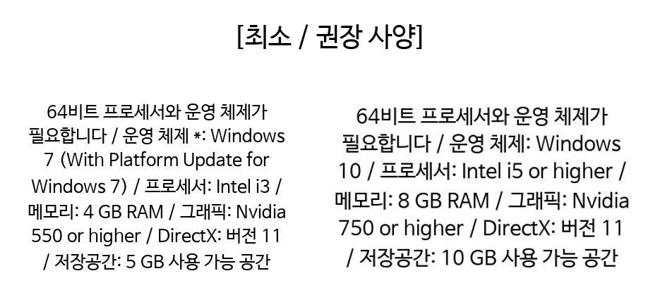 [최소 / 권장 사양]
64비트 프로세서와 운영 체제가
필요합니다 / 운영 체제 *: Windows
7 (With Platform Update for
Windows 7) / 프로세서: Intel i3 /
메모리: 4 GB RAM / 그래픽: Nvidia
550 or higher / DirectX: 버전 11
/ 저장공간: 5 GB 사용 가능 공간
64비트 프로세서와 운영 체제가
필요합니다 / 운영 체제: Windows
10 / 프로세서: Intel i5 or higher /
메모리: 8 GB RAM / 그래픽: Nvidia
750 or higher / DirectX: 버전 11
/ 저장공간: 10 GB 사용 가능 공간